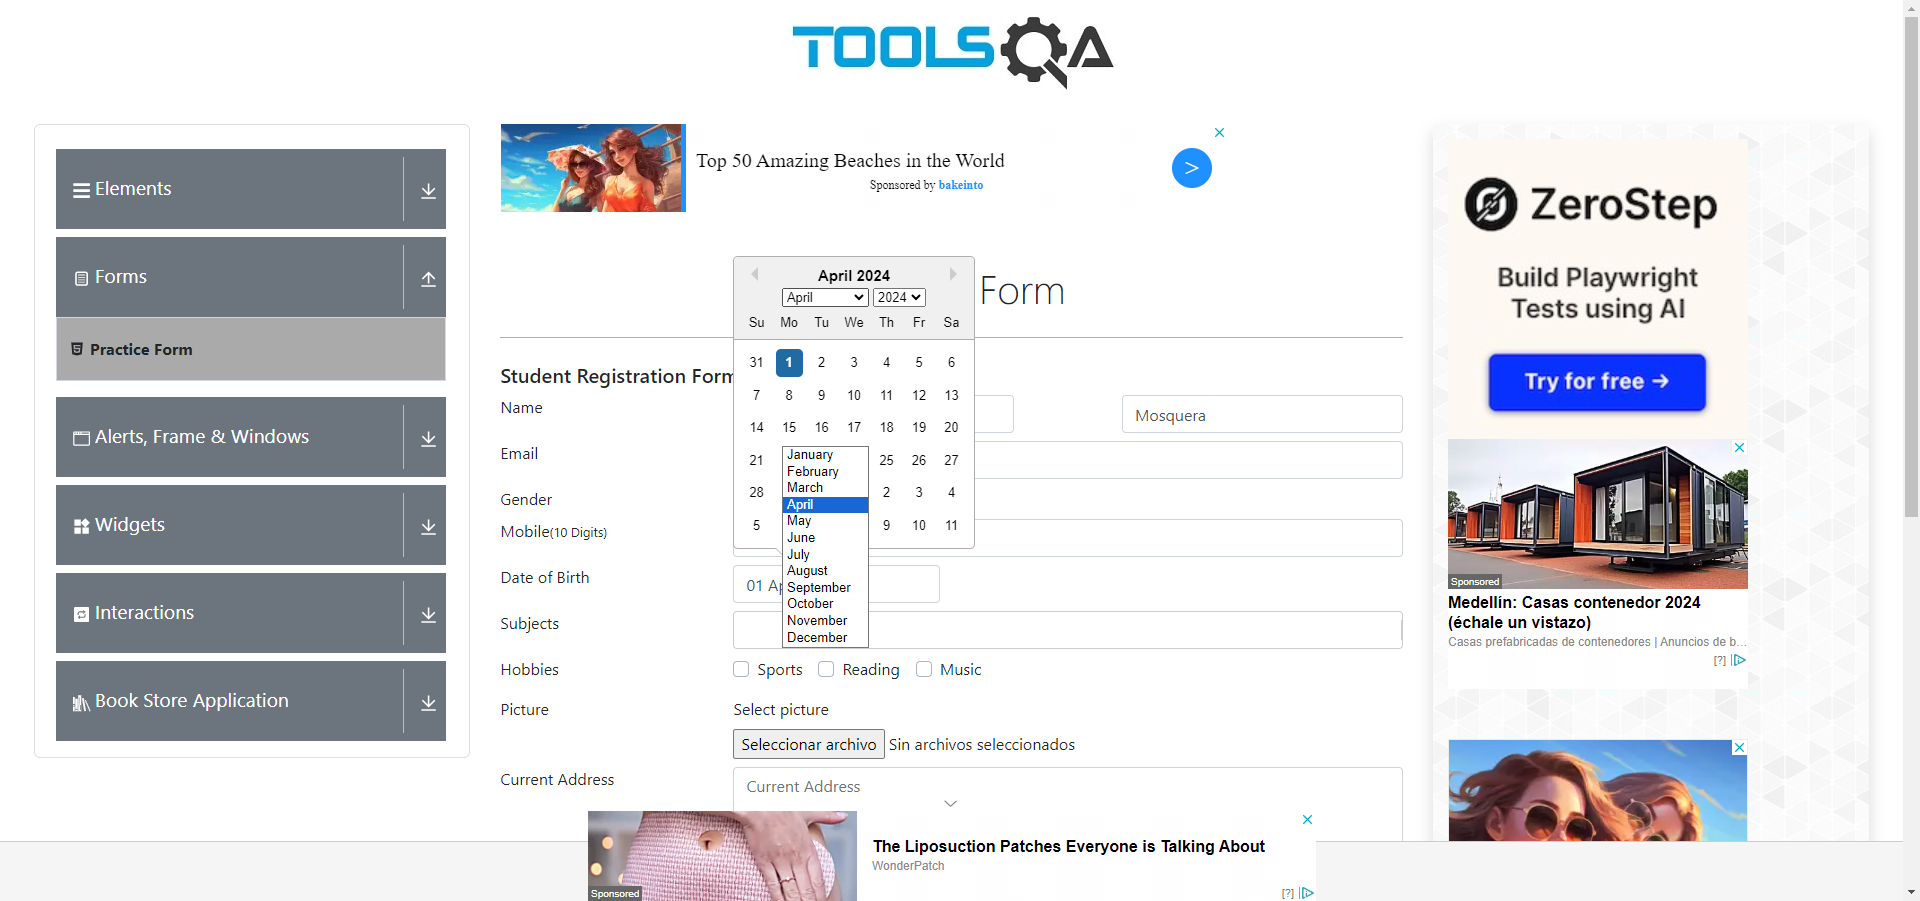 TOOLSQA
Elements
Forms
Practice Form
Alerts, Frame & Windows
Widgets
Interactions
Book Store Application
Top 50 Amazing Beaches in the World
Sponsored by bakeinto
>
Form
Student Registration Form
Name
Mosquera
Email
Gender
Mobile(10 Digits)
Date of Birth
01 Ap
Subjects
Hobbies
Sports
Reading
Music
Picture
Select picture
Seleccionar archivo
Sin archivos seleccionados
Current Address
Current Address
April 2024
April
2024
Su Mo Tu We Th Fr Sa
31 1 2 3 4 5 6
7 8 9 10 11 12 13
14 15 16 17 18 19 20
21 25 26 27
28 2 3 4
5 9 10 11
January
February
March
April
May
June
July
August
September
October
November
December
ZeroStep
Build Playwright
Tests using AI
Try for free →
Sponsored
Medellín: Casas contenedor 2024
(échale un vistazo)
Casas prefabricadas de contenedores | Anuncios de b...
[?]
Sponsored
The Liposuction Patches Everyone is Talking About
WonderPatch
[?]